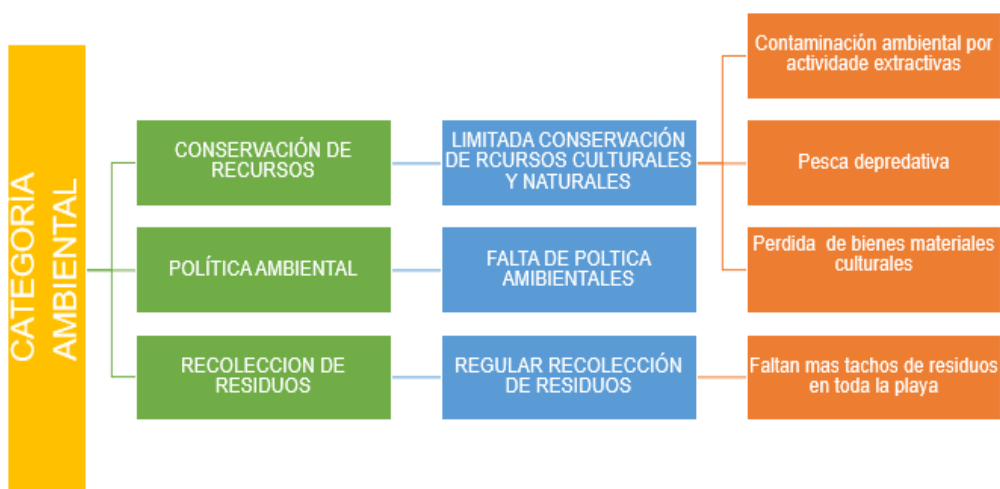 CATEGORÍA
AMBIENTAL
CONSERVACIÓN DE
RECURSOS
LIMITADA CONSERVACIÓN
DE RCURSOS CULTURALES
Y NATURALES
Contaminación ambiental por
actividade extractivas
Pesca depredativa
Perdida de bienes materiales
culturales
POLÍTICA AMBIENTAL
FALTA DE POLTICA
AMIBIENTALES
RECOLECCION DE
RESIDUOS
REGULAR RECOLECCIÓN
DE RESIDUOS
Faltan mas tachos de residuos
en toda la playa